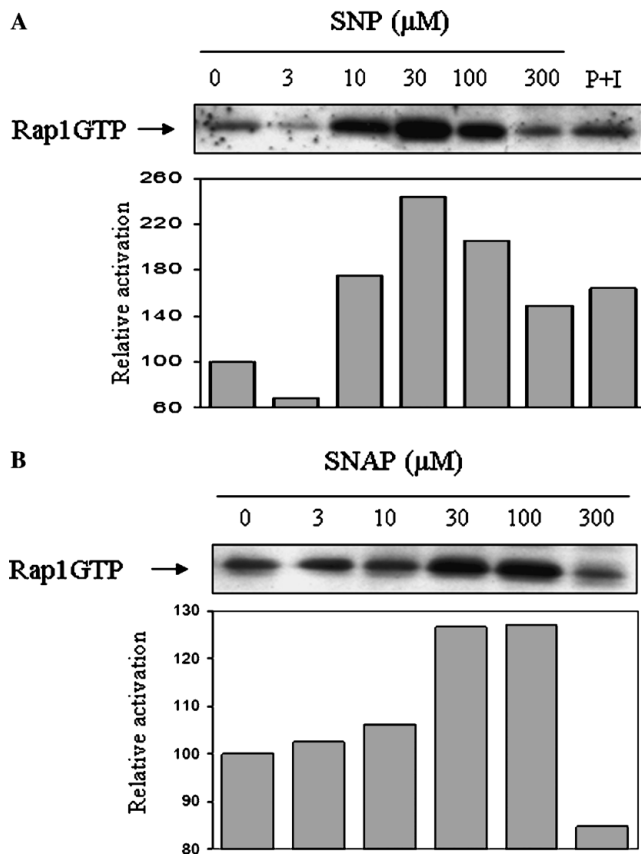 A
SNP (µM)
0 3 10 30 100 300 P+I
Rap1GTP
260
220
180
140
100
60
Relative activation
B
SNAP (µM)
0 3 10 30 100 300
Rap1GTP
130
120
110
100
90
80
Relative activation